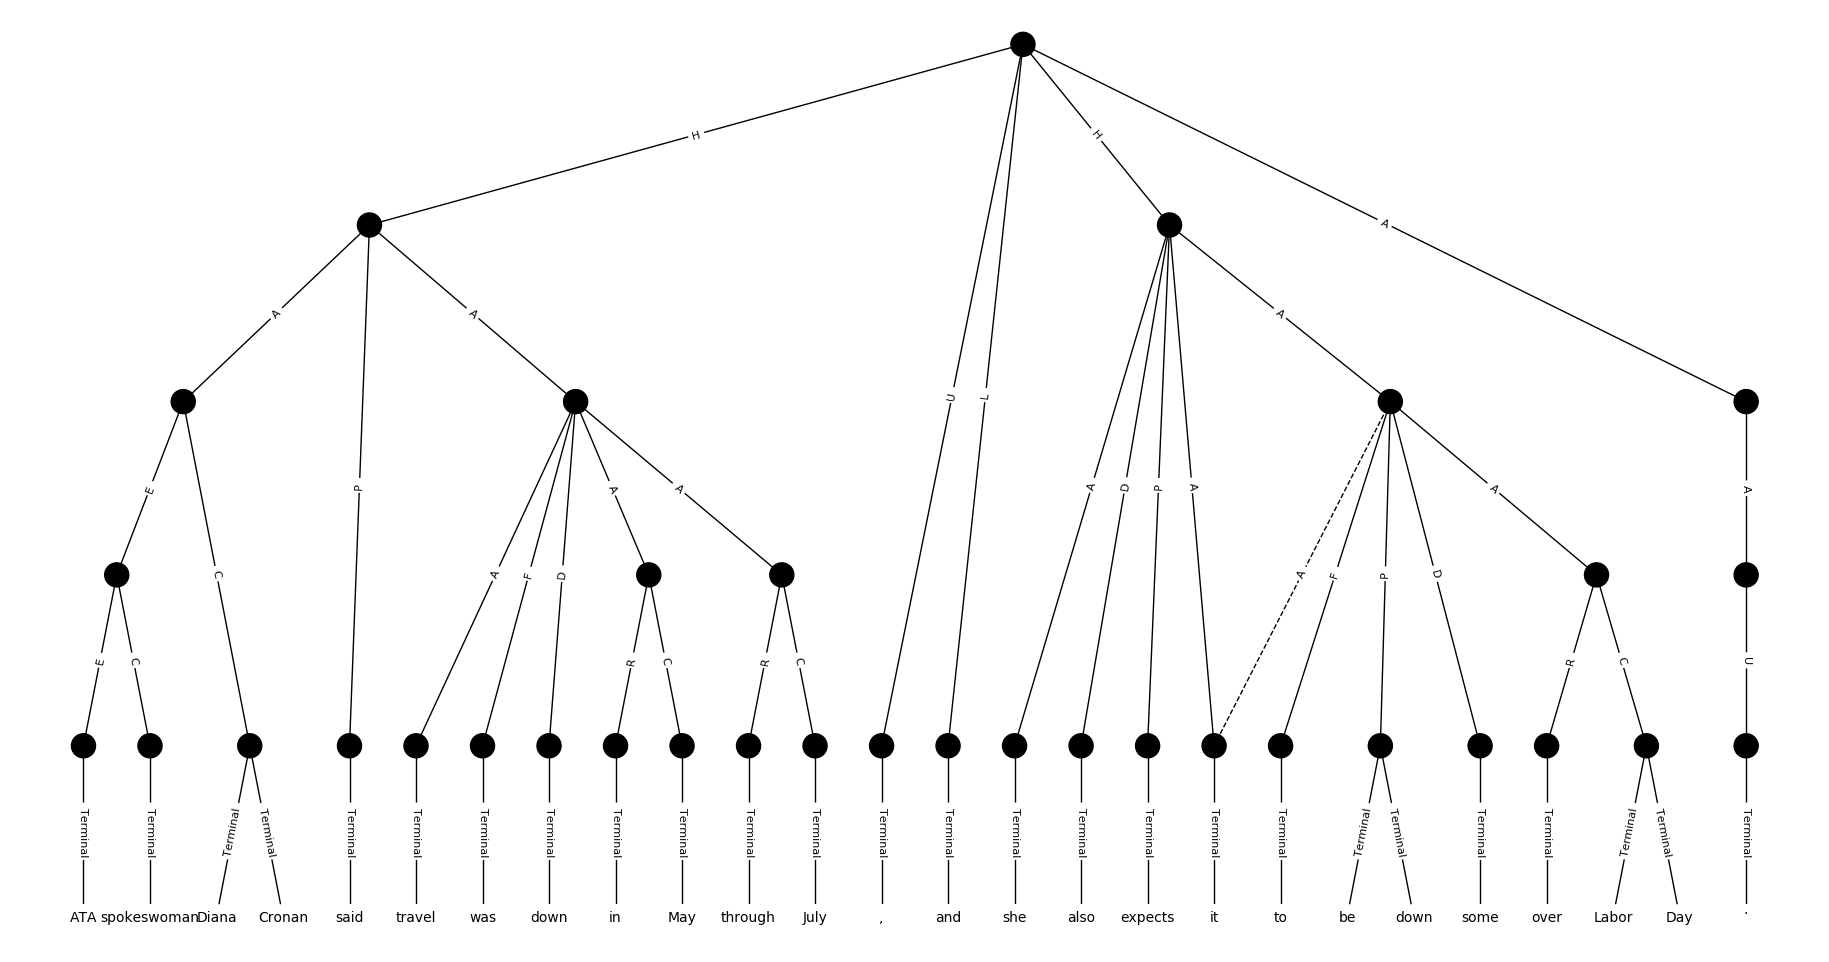 H
H
A
A
A
A
U
L
E
C
P
A
A
A
D
P
A
A
A
E
C
A
F
D
R
C
R
C
A
F
P
D
R
C
U
Terminal Terminal Terminal Terminal Terminal Terminal Terminal Terminal Terminal Terminal Terminal Terminal Terminal Terminal Terminal Terminal Terminal Terminal Terminal Terminal Terminal Terminal Terminal Terminal Terminal Terminal
ATA spokeswoman Diana Cronan said travel was down in May through July , and she also expects it to be down some over Labor Day .